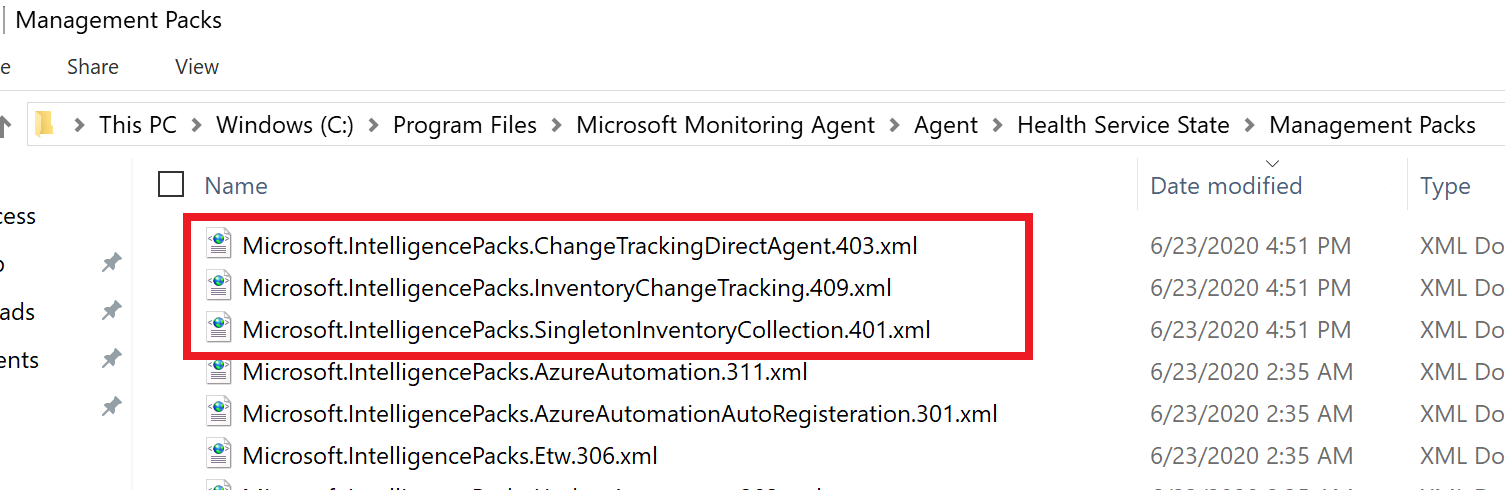 Management Packs
e Share View
This PC Windows (C:) Program Files Microsoft Monitoring Agent Agent Health Service State Management Packs
Name Date modified Type
cess
Microsoft.IntelligencePacks.ChangeTrackingDirectAgent.403.xml 6/23/2020 4:51 PM XML Do
Microsoft.IntelligencePacks.InventoryChangeTracking.409.xml 6/23/2020 4:51 PM XML Do
ads Microsoft.IntelligencePacks.SingletonInventoryCollection.401.xml 6/23/2020 4:51 PM XML Do
ents Microsoft.IntelligencePacks.AzureAutomation.311.xml 6/23/2020 2:35 AM XML Do
Microsoft.IntelligencePacks.AzureAutomationAutoRegisteration.301.xml 6/23/2020 2:35 AM XML Do
Microsoft.IntelligencePacks.Etw.306.xml 6/23/2020 2:35 AM XML Do